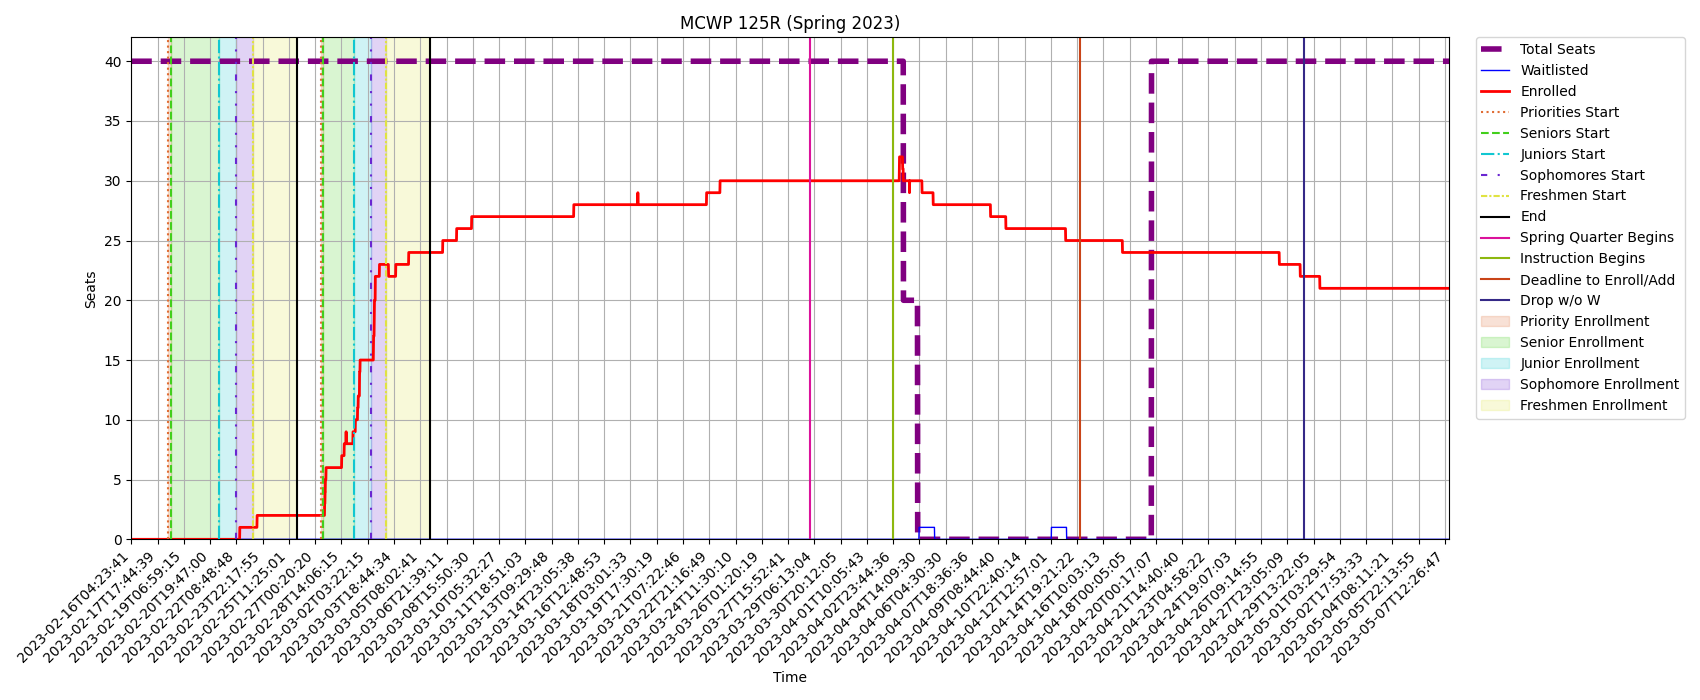 MCWP 125R (Spring 2023)
Seats
40
35
30
25
20
15
10
5
0
2023-02-16T04:23:41
2023-02-17T17:44:39
2023-02-19T06:59:15
2023-02-20T19:47:00
2023-02-22T08:48:48
2023-02-23T22:17:55
2023-02-25T11:25:01
2023-02-27T00:20:20
2023-02-28T14:06:15
2023-03-02T03:22:15
2023-03-03T18:44:34
2023-03-05T08:02:41
2023-03-06T21:39:11
2023-03-08T15:50:30
2023-03-10T05:32:27
2023-03-11T18:51:03
2023-03-13T09:29:48
2023-03-14T23:05:38
2023-03-16T12:48:53
2023-03-18T03:01:33
2023-03-19T17:30:19
2023-03-21T07:22:46
2023-03-22T21:16:49
2023-03-24T11:30:10
2023-03-26T01:20:19
2023-03-27T15:52:41
2023-03-29T06:13:04
2023-03-30T20:12:05
2023-04-01T10:05:43
2023-04-02T23:44:36
2023-04-04T14:09:30
2023-04-06T04:30:30
2023-04-07T18:36:36
2023-04-09T08:44:40
2023-04-10T22:40:14
2023-04-12T12:57:01
2023-04-14T19:21:22
2023-04-16T10:03:13
2023-04-18T00:05:05
2023-04-20T00:17:07
2023-04-21T14:40:40
2023-04-23T04:58:22
2023-04-24T19:07:03
2023-04-26T09:14:55
2023-04-27T23:05:09
2023-04-29T13:22:05
2023-05-01T03:29:54
2023-05-02T17:53:33
2023-05-04T08:11:21
2023-05-05T22:13:55
2023-05-07T12:26:47
Time
Total Seats
Waitlisted
Enrolled
Priorities Start
Seniors Start
Juniors Start
Sophomores Start
Freshmen Start
End
Spring Quarter Begins
Instruction Begins
Deadline to Enroll/Add
Drop w/o W
Priority Enrollment
Senior Enrollment
Junior Enrollment
Sophomore Enrollment
Freshmen Enrollment